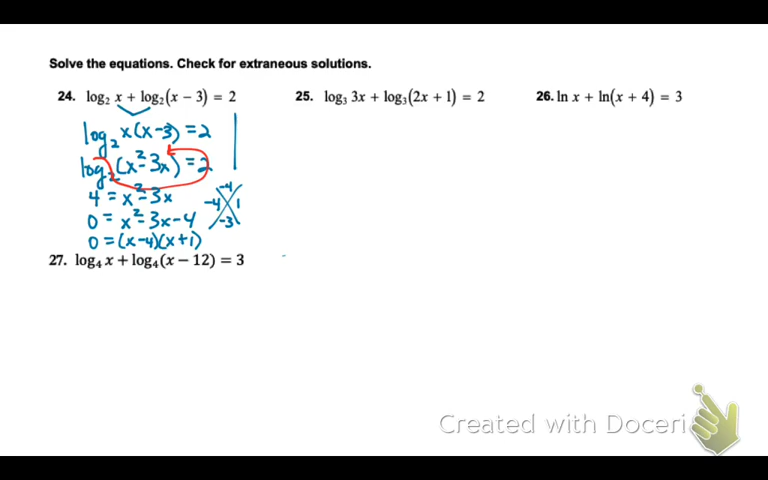 Solve the equations. Check for extraneous solutions.
24. log₂ x + log₂(x − 3) = 2
25. log₃ 3x + log₃(2x + 1) = 2
26. ln x + ln(x + 4) = 3
log₂ x(x-3) = 2
log₂ (x² - 3x) = 2
4 = x² - 3x
0 = x² - 3x - 4
0 = (x-4)(x+1)
-4
-4 1
-3
27. log₄ x + log₄(x − 12) = 3
Created with Doceri